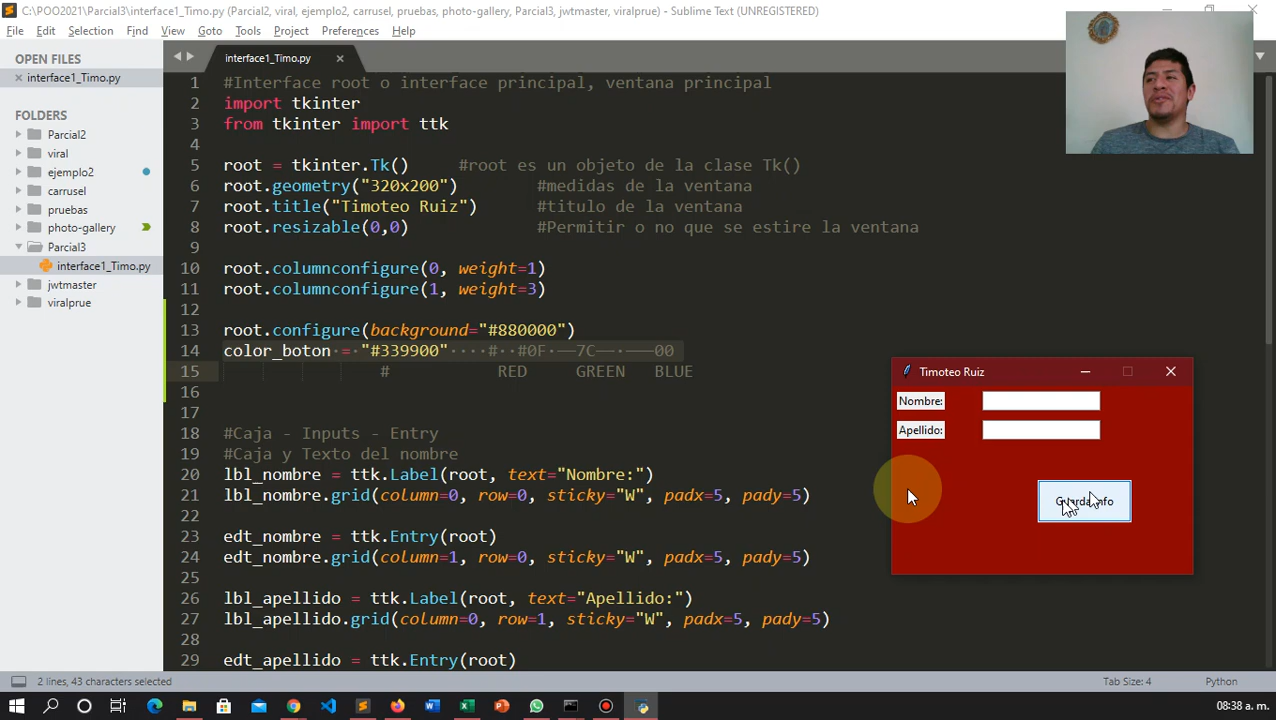 C:\POO2021\Parcial3\interface1_Timo.py (Parcial2, viral, ejemplo2, carrusel, pruebas, photo-gallery, Parcial3, jwtmaster, viralprue) - Sublime Text (UNREGISTERED)
File Edit Selection Find View Goto Tools Project Preferences Help
OPEN FILES
interface1_Timo.py
FOLDERS
Parcial2
viral
ejemplo2
carrusel
pruebas
photo-gallery
Parcial3
interface1_Timo.py
jwtmaster
viralprue
interface1_Timo.py
1 #Interface root o interface principal, ventana principal
2 import tkinter
3 from tkinter import ttk
4
5 root = tkinter.Tk() #root es un objeto de la clase Tk()
6 root.geometry("320x200") #medidas de la ventana
7 root.title("Timoteo Ruiz") #titulo de la ventana
8 root.resizable(0,0) #Permitir o no que se estire la ventana
9
10 root.columnconfigure(0, weight=1)
11 root.columnconfigure(1, weight=3)
12
13 root.configure(background="#880000")
14 color_boton = "#339900" # #0F 7C 00
15 # RED GREEN BLUE
16
17
18 #Caja - Inputs - Entry
19 #Caja y Texto del nombre
20 lbl_nombre = ttk.Label(root, text="Nombre:")
21 lbl_nombre.grid(column=0, row=0, sticky="W", padx=5, pady=5)
22
23 edt_nombre = ttk.Entry(root)
24 edt_nombre.grid(column=1, row=0, sticky="W", padx=5, pady=5)
25
26 lbl_apellido = ttk.Label(root, text="Apellido:")
27 lbl_apellido.grid(column=0, row=1, sticky="W", padx=5, pady=5)
28
29 edt_apellido = ttk.Entry(root)
Timoteo Ruiz
Nombre:
Apellido:
Guarda Info
2 lines, 43 characters selected
Tab Size: 4
Python
08:38 a. m.